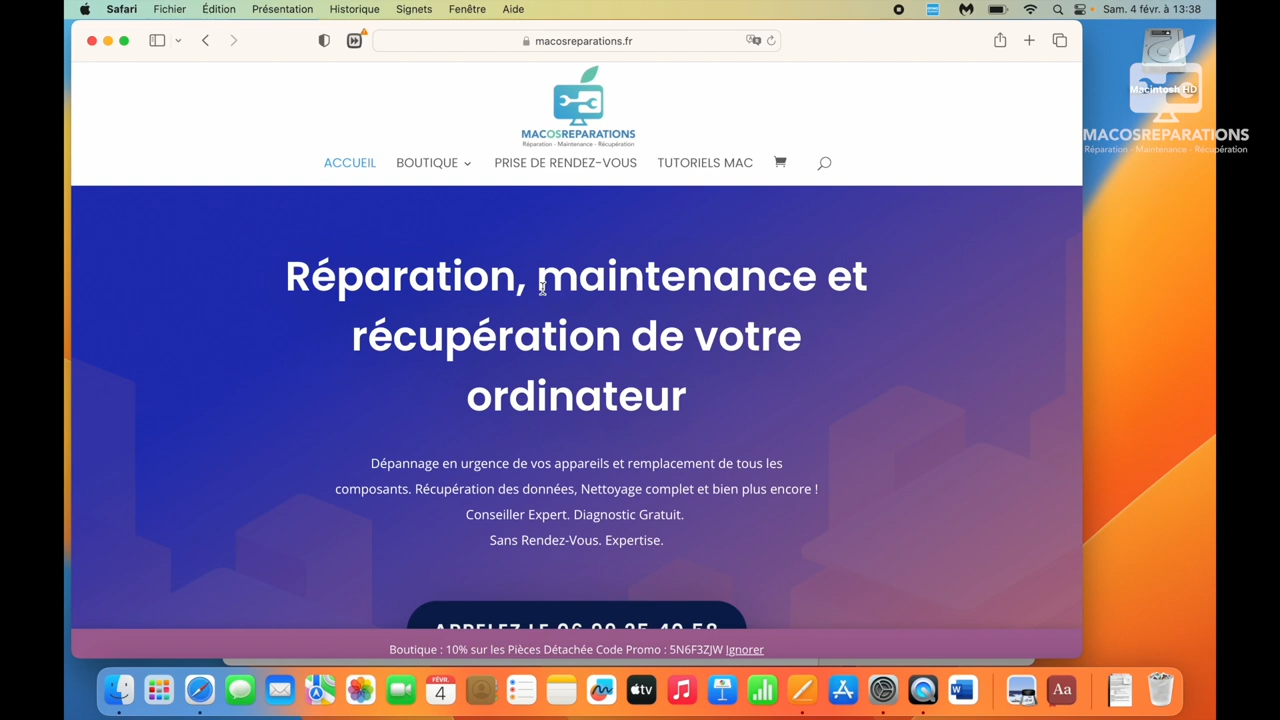 Safari Fichier Édition Présentation Historique Signets Fenêtre Aide Sam. 4 févr à 13:38
macosreparations.fr
Macintosh HD
MACOSREPARATIONS
Réparation - Maintenance - Récupération
MACOSREPARATIONS
Réparation - Maintenance - Récupération
ACCUEIL BOUTIQUE PRISE DE RENDEZ-VOUS TUTORIELS MAC
Réparation, maintenance et
récupération de votre
ordinateur
Dépannage en urgence de vos appareils et remplacement de tous les
composants. Récupération des données, Nettoyage complet et bien plus encore !
Conseiller Expert. Diagnostic Gratuit.
Sans Rendez-Vous. Expertise.
APPELEZ LE
Boutique : 10% sur les Pièces Détachée Code Promo : 5N6F3ZJW Ignorer
FÉVR.
4
tv
W
Aa